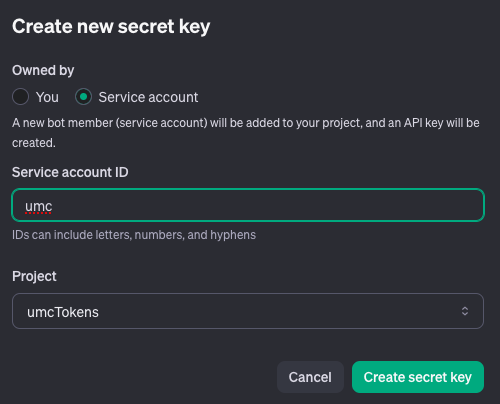 Create new secret key
Owned by
You
Service account
A new bot member (service account) will be added to your project, and an API key will be
created.
Service account ID
umc
IDs can include letters, numbers, and hyphens
Project
umcTokens
Cancel
Create secret key